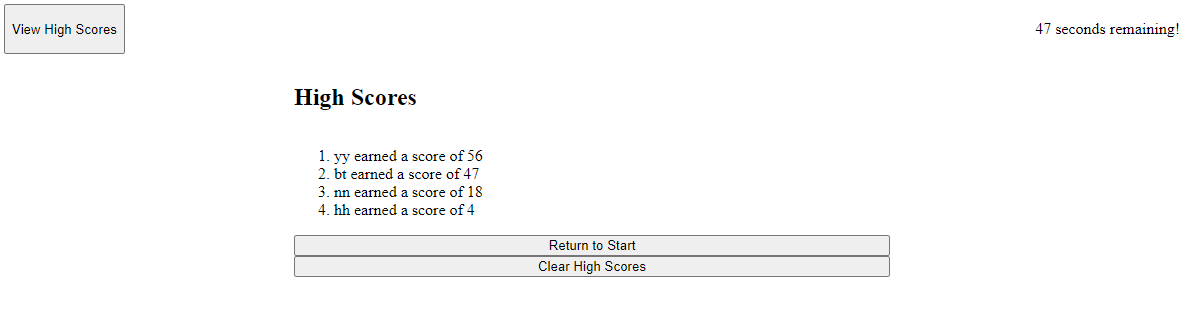 View High Scores
47 seconds remaining!
High Scores
1. yy earned a score of 56
2. bt earned a score of 47
3. nn earned a score of 18
4. hh earned a score of 4
Return to Start
Clear High Scores